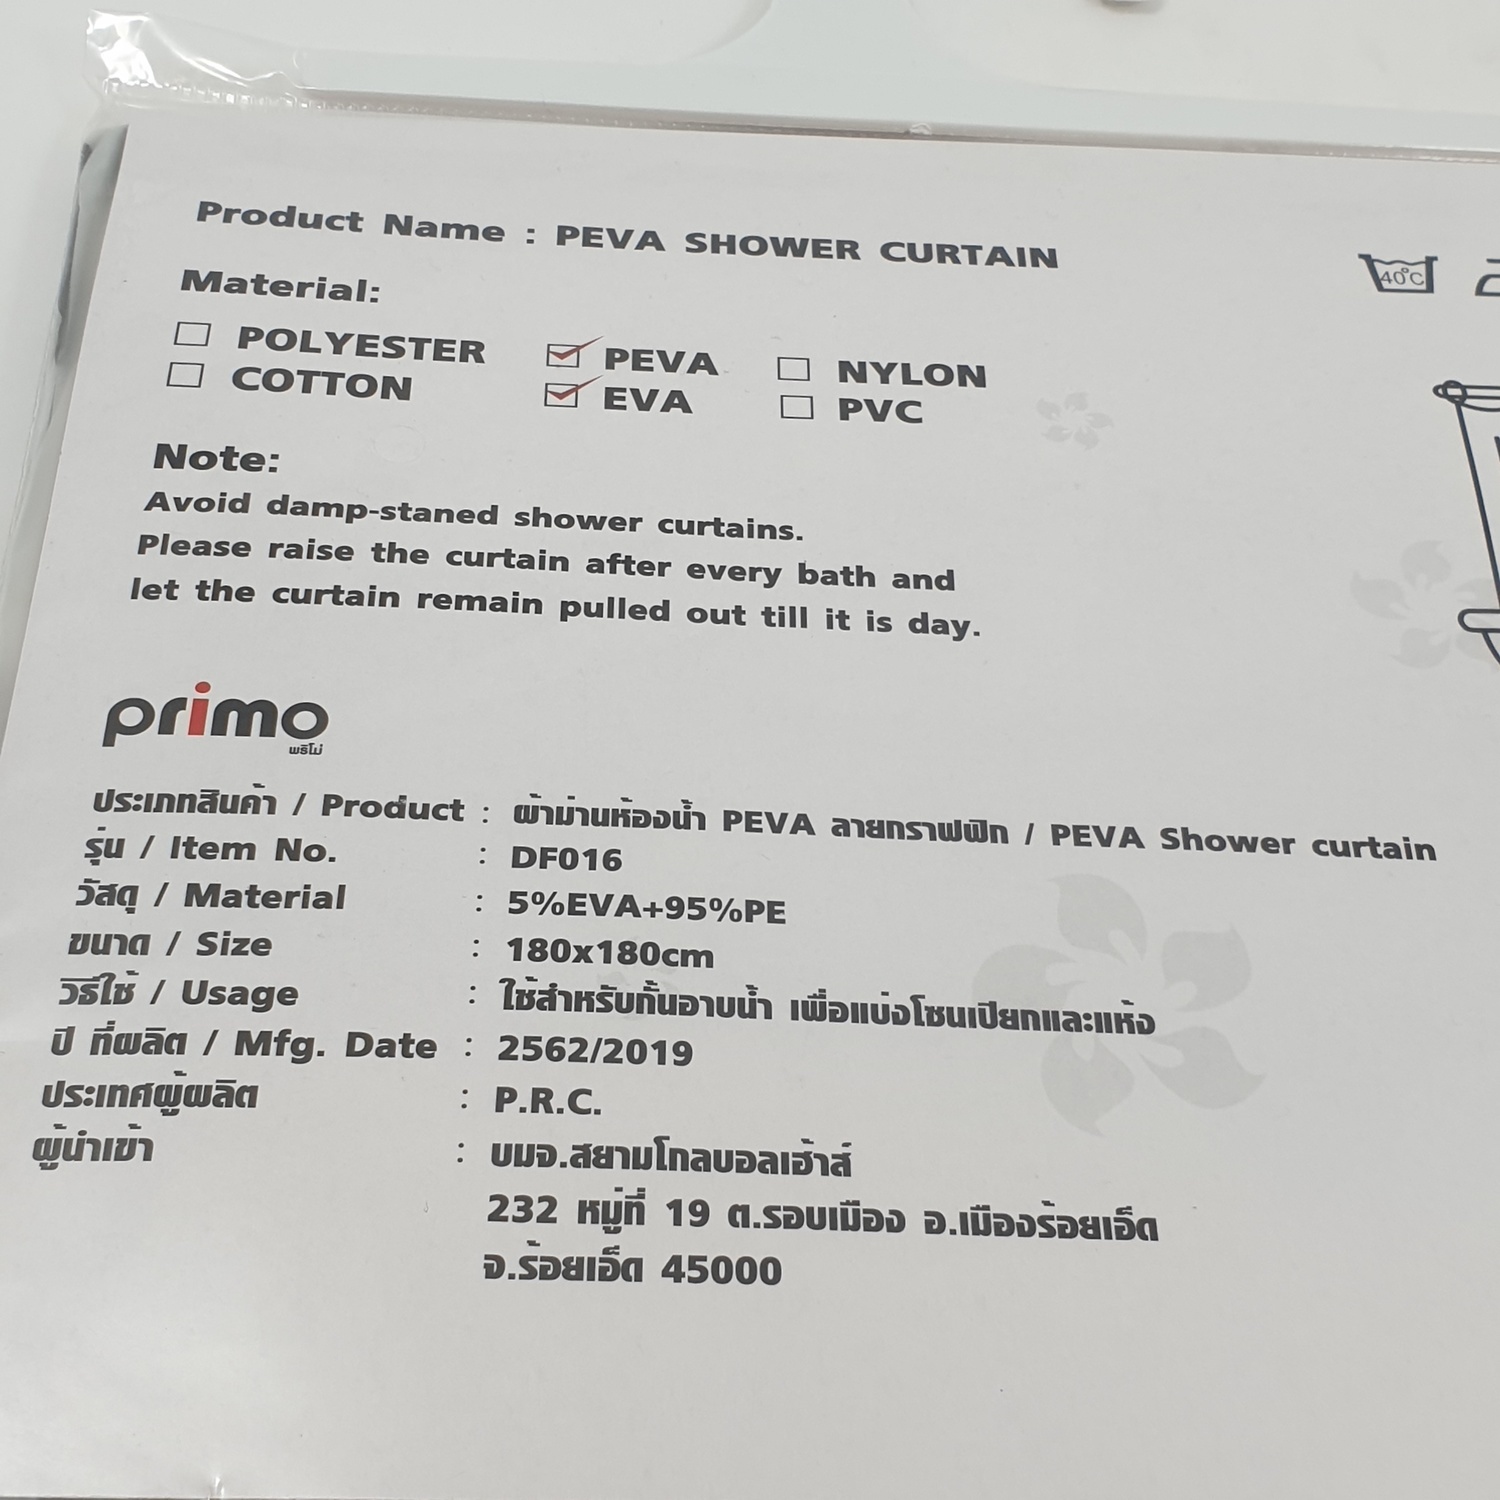 Product Name : PEVA SHOWER CURTAIN
40°C
Material:
POLYESTER PEVA NYLON
COTTON EVA PVC
Note:
Avoid damp-staned shower curtains.
Please raise the curtain after every bath and
let the curtain remain pulled out till it is day.
primo
พริโม่
ประเภทสินค้า / Product : ผ้าม่านห้องน้ำ PEVA ลายกราฟฟิก / PEVA Shower curtain
รุ่น / Item No. : DF016
วัสดุ / Material : 5%EVA+95%PE
ขนาด / Size : 180x180cm
วิธีใช้ / Usage : ใช้สำหรับกั้นอาบน้ำ เพื่อแบ่งโซนเปียกและแห้ง
ปี ที่ผลิต / Mfg. Date : 2562/2019
ประเทศผู้ผลิต : P.R.C.
ผู้นำเข้า : บมจ.สยามโกลบอลเฮ้าส์
232 หมู่ที่ 19 ต.รอบเมือง อ.เมืองร้อยเอ็ด
จ.ร้อยเอ็ด 45000